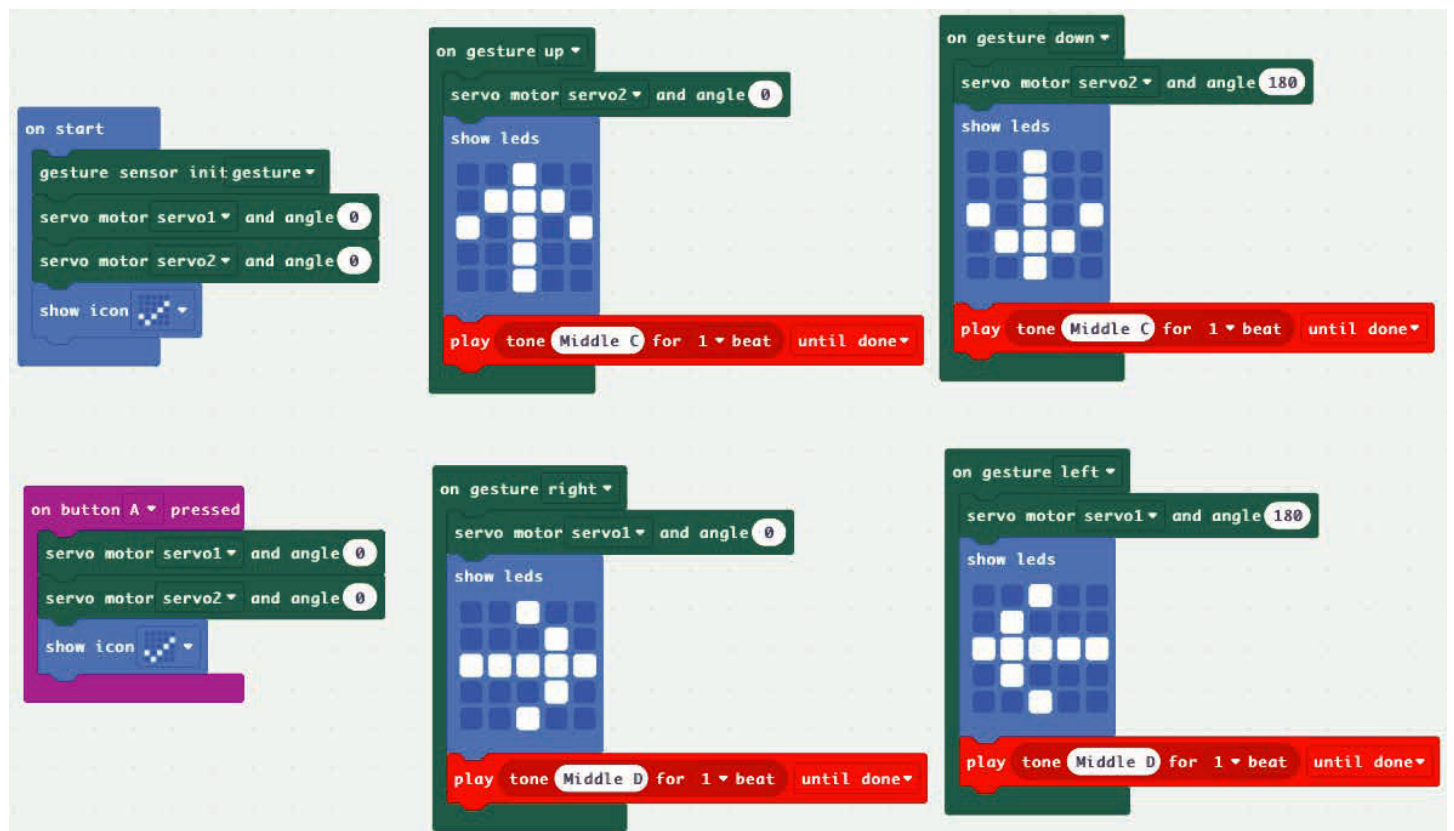 on start
gesture sensor init gesture
servo motor servo1 and angle 0
servo motor servo2 and angle 0
show icon
on gesture up
servo motor servo2 and angle 0
show leds
play tone Middle C for 1 beat until done
on gesture down
servo motor servo2 and angle 180
show leds
play tone Middle C for 1 beat until done
on button A pressed
servo motor servo1 and angle 0
servo motor servo2 and angle 0
show icon
on gesture right
servo motor servo1 and angle 0
show leds
play tone Middle D for 1 beat until done
on gesture left
servo motor servo1 and angle 180
show leds
play tone Middle D for 1 beat until done